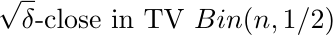 √δ-close in TV Bin(n, 1/2)